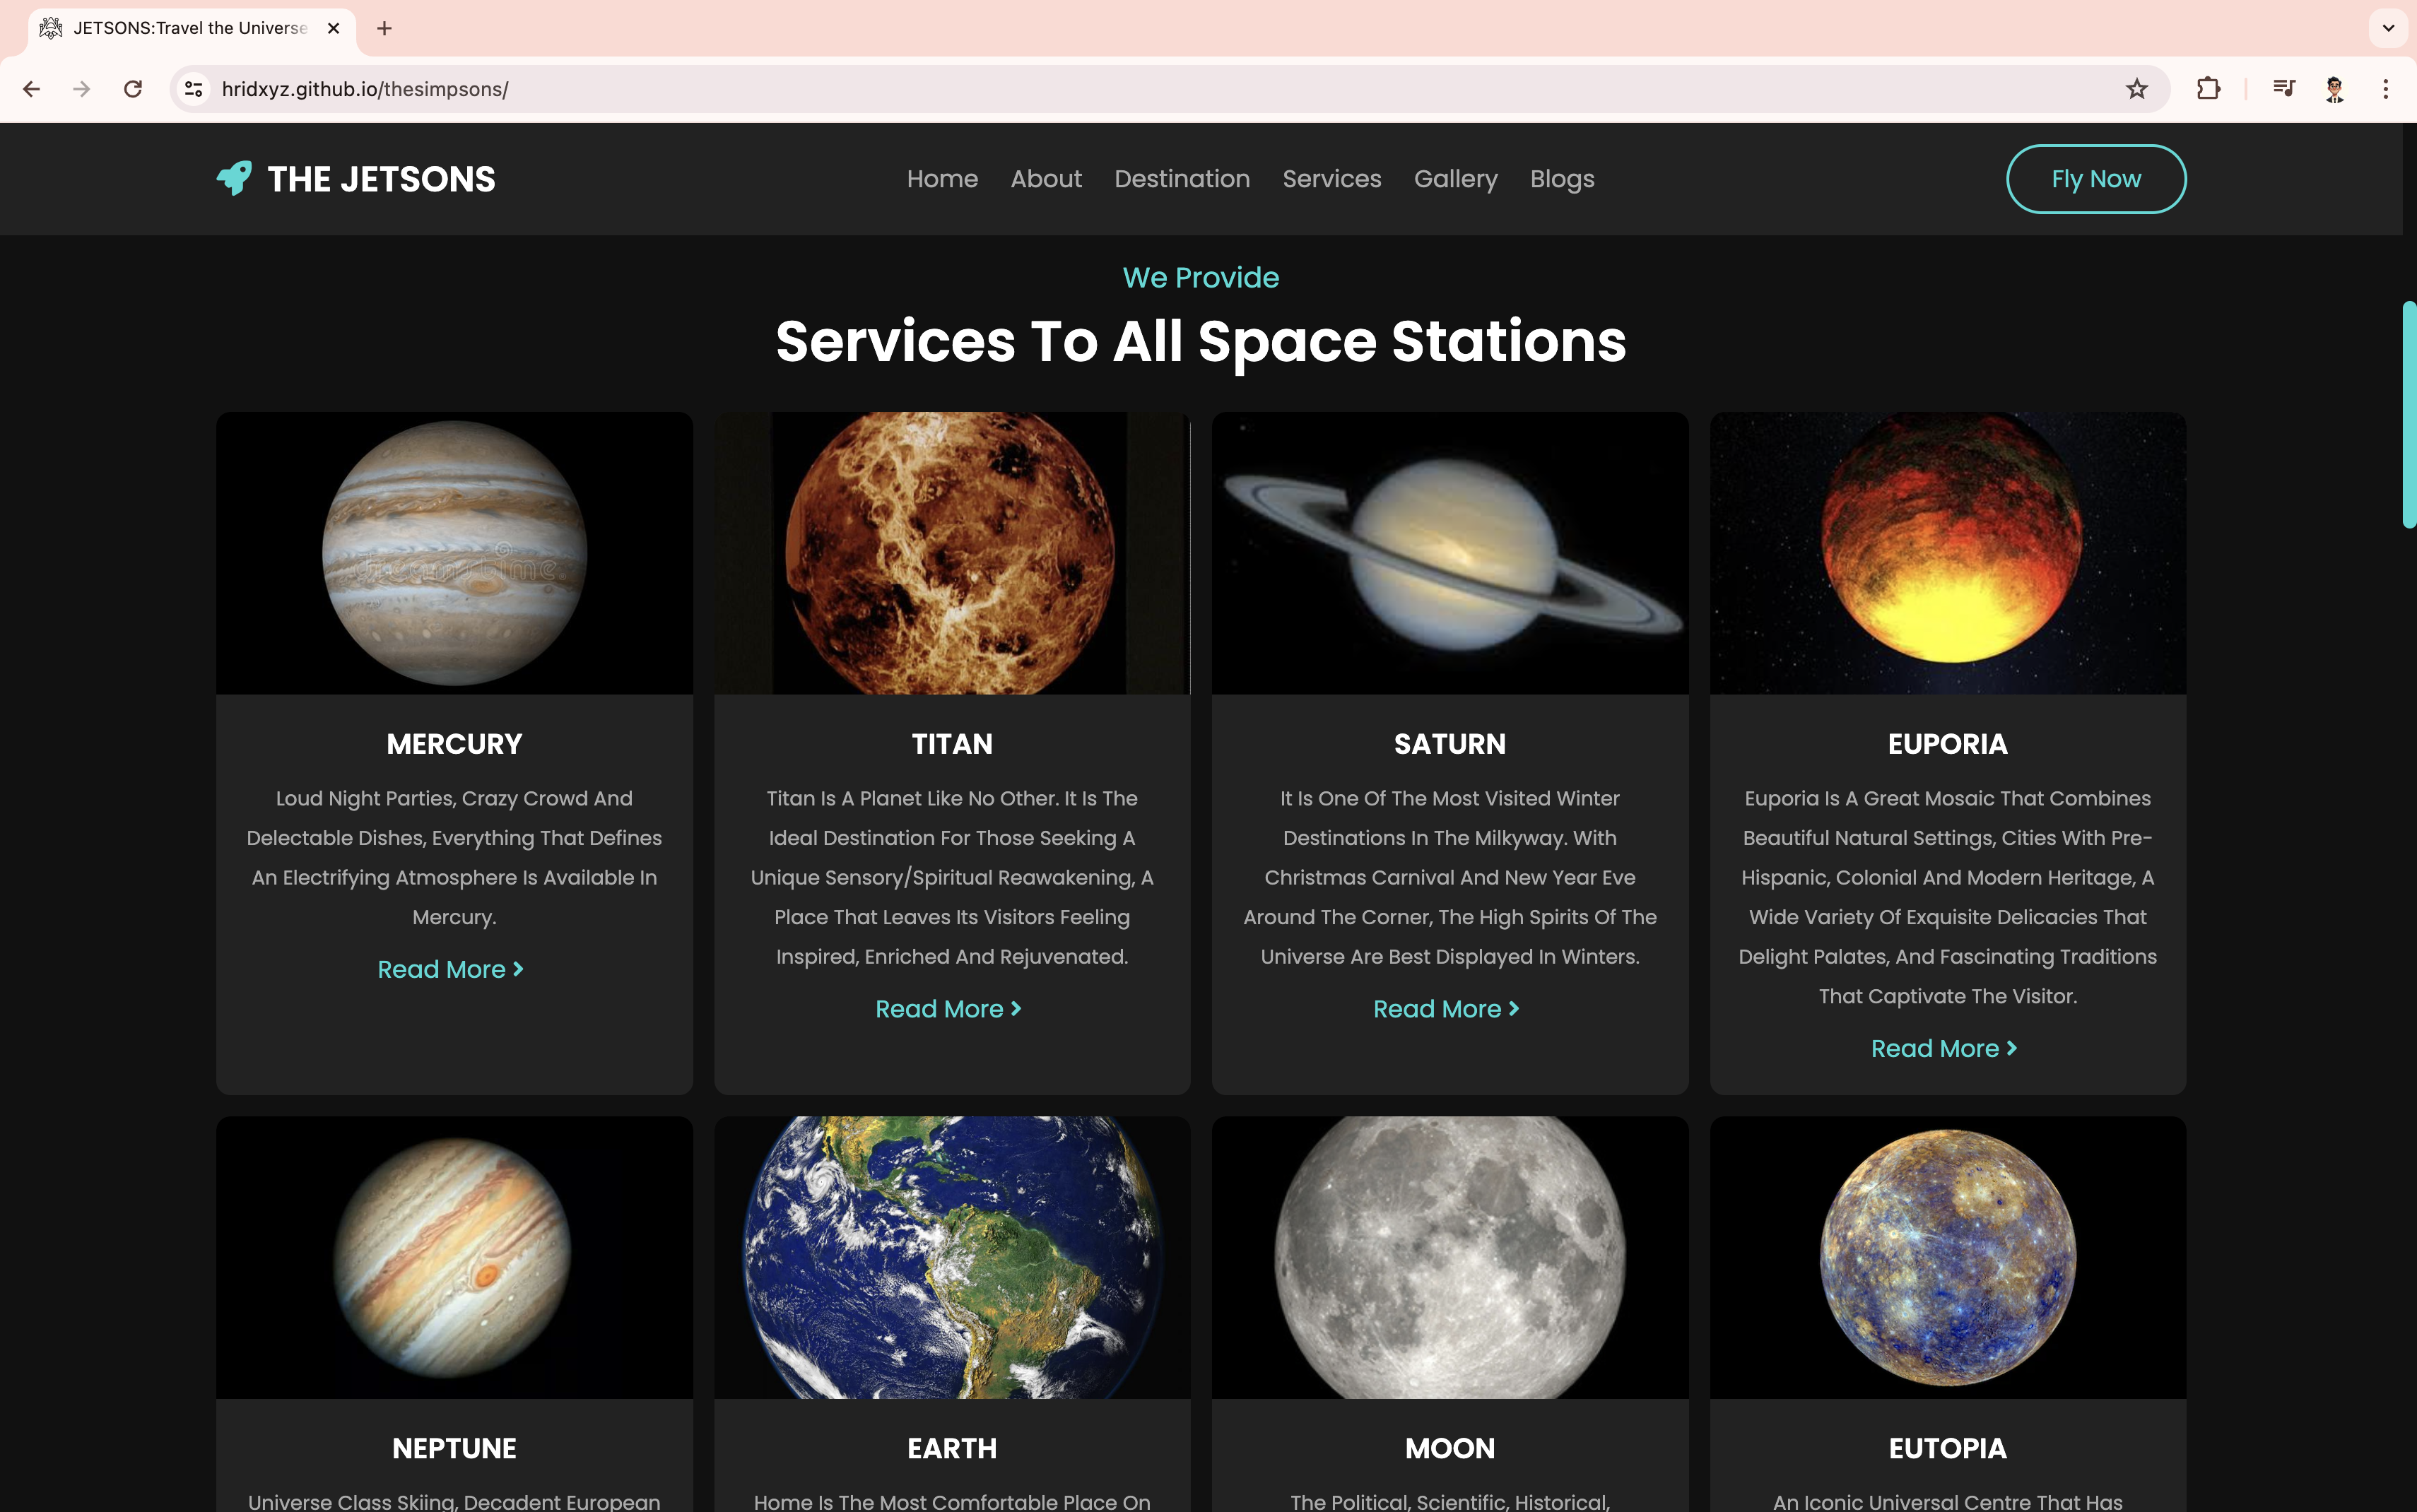 JETSONS:Travel the Universe
hridxyz.github.io/thesimpsons/
THE JETSONS
Home About Destination Services Gallery Blogs
Fly Now
We Provide
Services To All Space Stations
dreamstime.
MERCURY
Loud Night Parties, Crazy Crowd And
Delectable Dishes, Everything That Defines
An Electrifying Atmosphere Is Available In
Mercury.
Read More
TITAN
Titan Is A Planet Like No Other. It Is The
Ideal Destination For Those Seeking A
Unique Sensory/Spiritual Reawakening, A
Place That Leaves Its Visitors Feeling
Inspired, Enriched And Rejuvenated.
Read More
SATURN
It Is One Of The Most Visited Winter
Destinations In The Milkyway. With
Christmas Carnival And New Year Eve
Around The Corner, The High Spirits Of The
Universe Are Best Displayed In Winters.
Read More
EUPORIA
Euporia Is A Great Mosaic That Combines
Beautiful Natural Settings, Cities With Pre-
Hispanic, Colonial And Modern Heritage, A
Wide Variety Of Exquisite Delicacies That
Delight Palates, And Fascinating Traditions
That Captivate The Visitor.
Read More
NEPTUNE
Universe Class Skiing, Decadent European
EARTH
Home Is The Most Comfortable Place On
MOON
The Political, Scientific, Historical,
EUTOPIA
An Iconic Universal Centre That Has